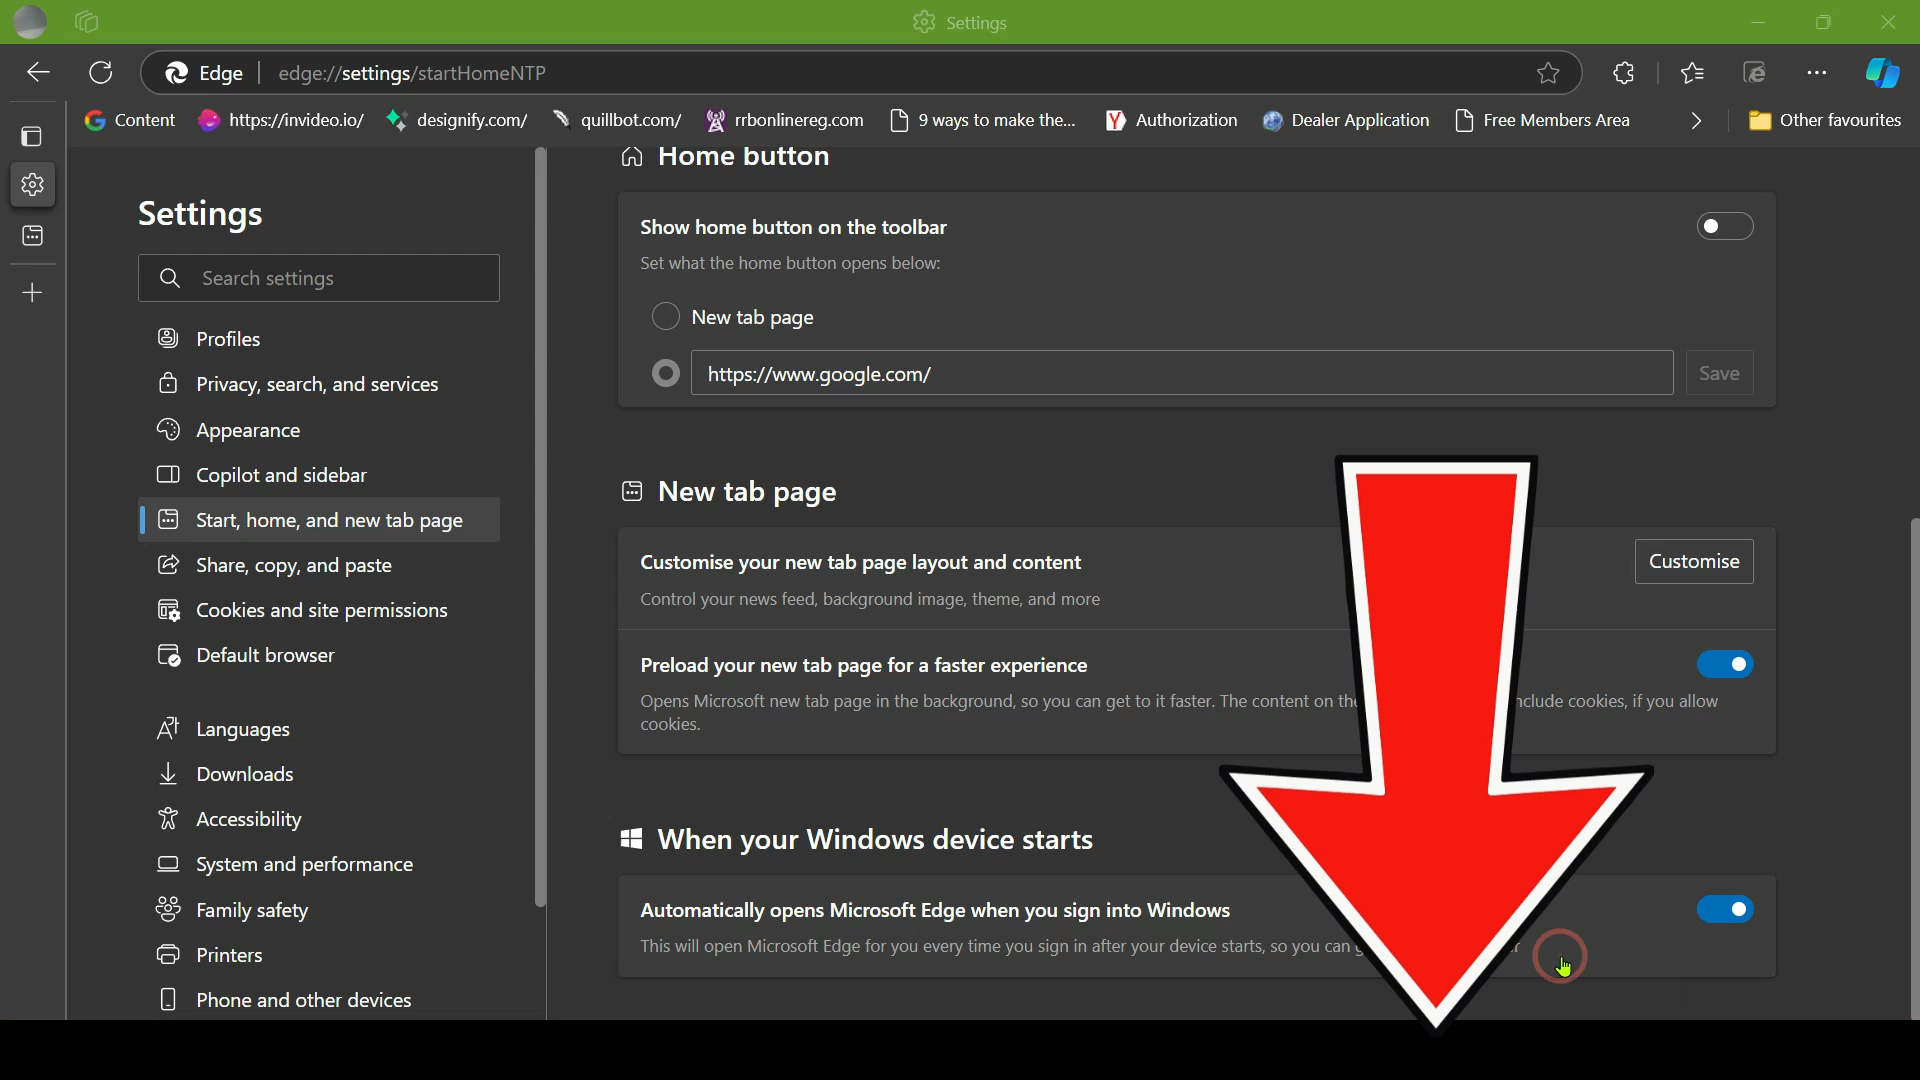 Settings
Edge
edge://settings/startHomeNTP
Content
https://invideo.io/
designify.com/
quillbot.com/
rrbonlinereg.com
9 ways to make the...
Authorization
Dealer Application
Free Members Area
Other favourites
Settings
Search settings
Profiles
Privacy, search, and services
Appearance
Copilot and sidebar
Start, home, and new tab page
Share, copy, and paste
Cookies and site permissions
Default browser
Languages
Downloads
Accessibility
System and performance
Family safety
Printers
Phone and other devices
Home button
Show home button on the toolbar
Set what the home button opens below:
New tab page
https://www.google.com/
Save
New tab page
Customise your new tab page layout and content
Control your news feed, background image, theme, and more
Customise
Preload your new tab page for a faster experience
Opens Microsoft new tab page in the background, so you can get to it faster. The content on include cookies, if you allow
cookies.
When your Windows device starts
Automatically opens Microsoft Edge when you sign into Windows
This will open Microsoft Edge for you every time you sign in after your device starts, so you can